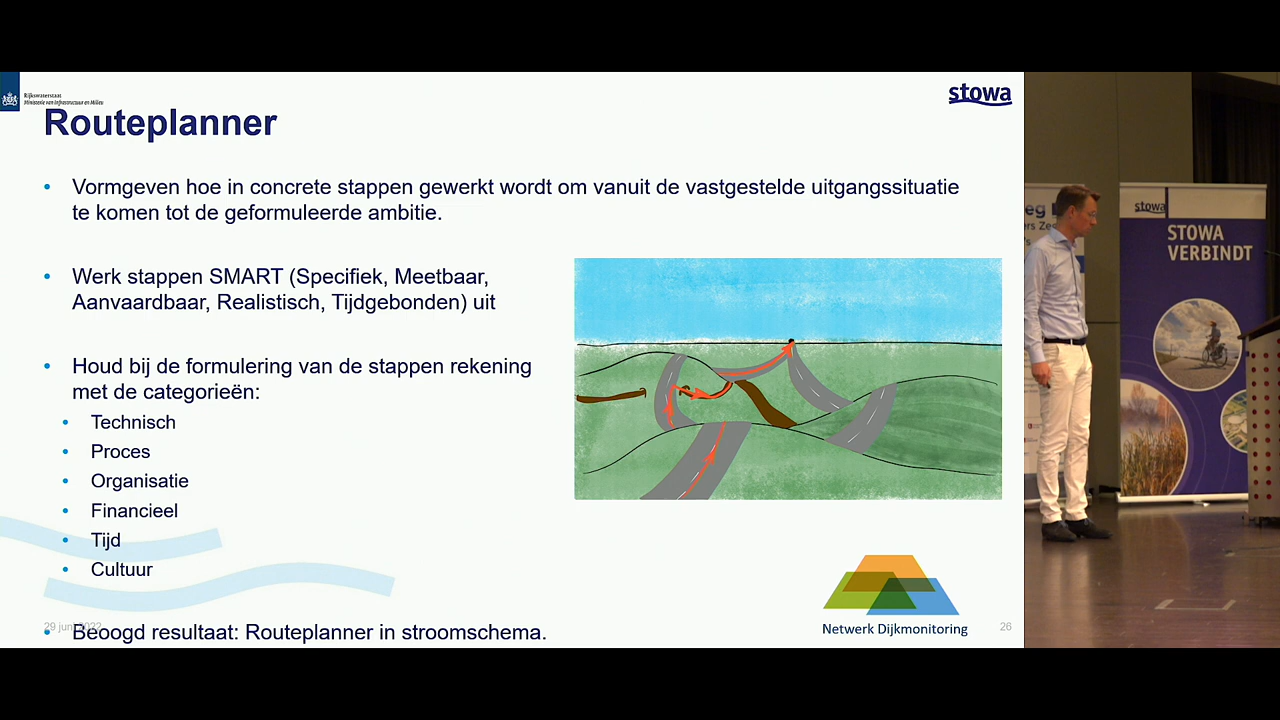 Rijkswaterstaat
Ministerie van Infrastructuur en Milieu
stowa
Routeplanner
• Vormgeven hoe in concrete stappen gewerkt wordt om vanuit de vastgestelde uitgangssituatie
te komen tot de geformuleerde ambitie.
• Werk stappen SMART (Specifiek, Meetbaar,
Aanvaardbaar, Realistisch, Tijdgebonden) uit
• Houd bij de formulering van de stappen rekening
met de categorieën:
• Technisch
• Proces
• Organisatie
• Financieel
• Tijd
• Cultuur
29 juni 2022
• Beoogd resultaat: Routeplanner in stroomschema.
Netwerk Dijkmonitoring
26
stowa
STOWA
VERBINDT